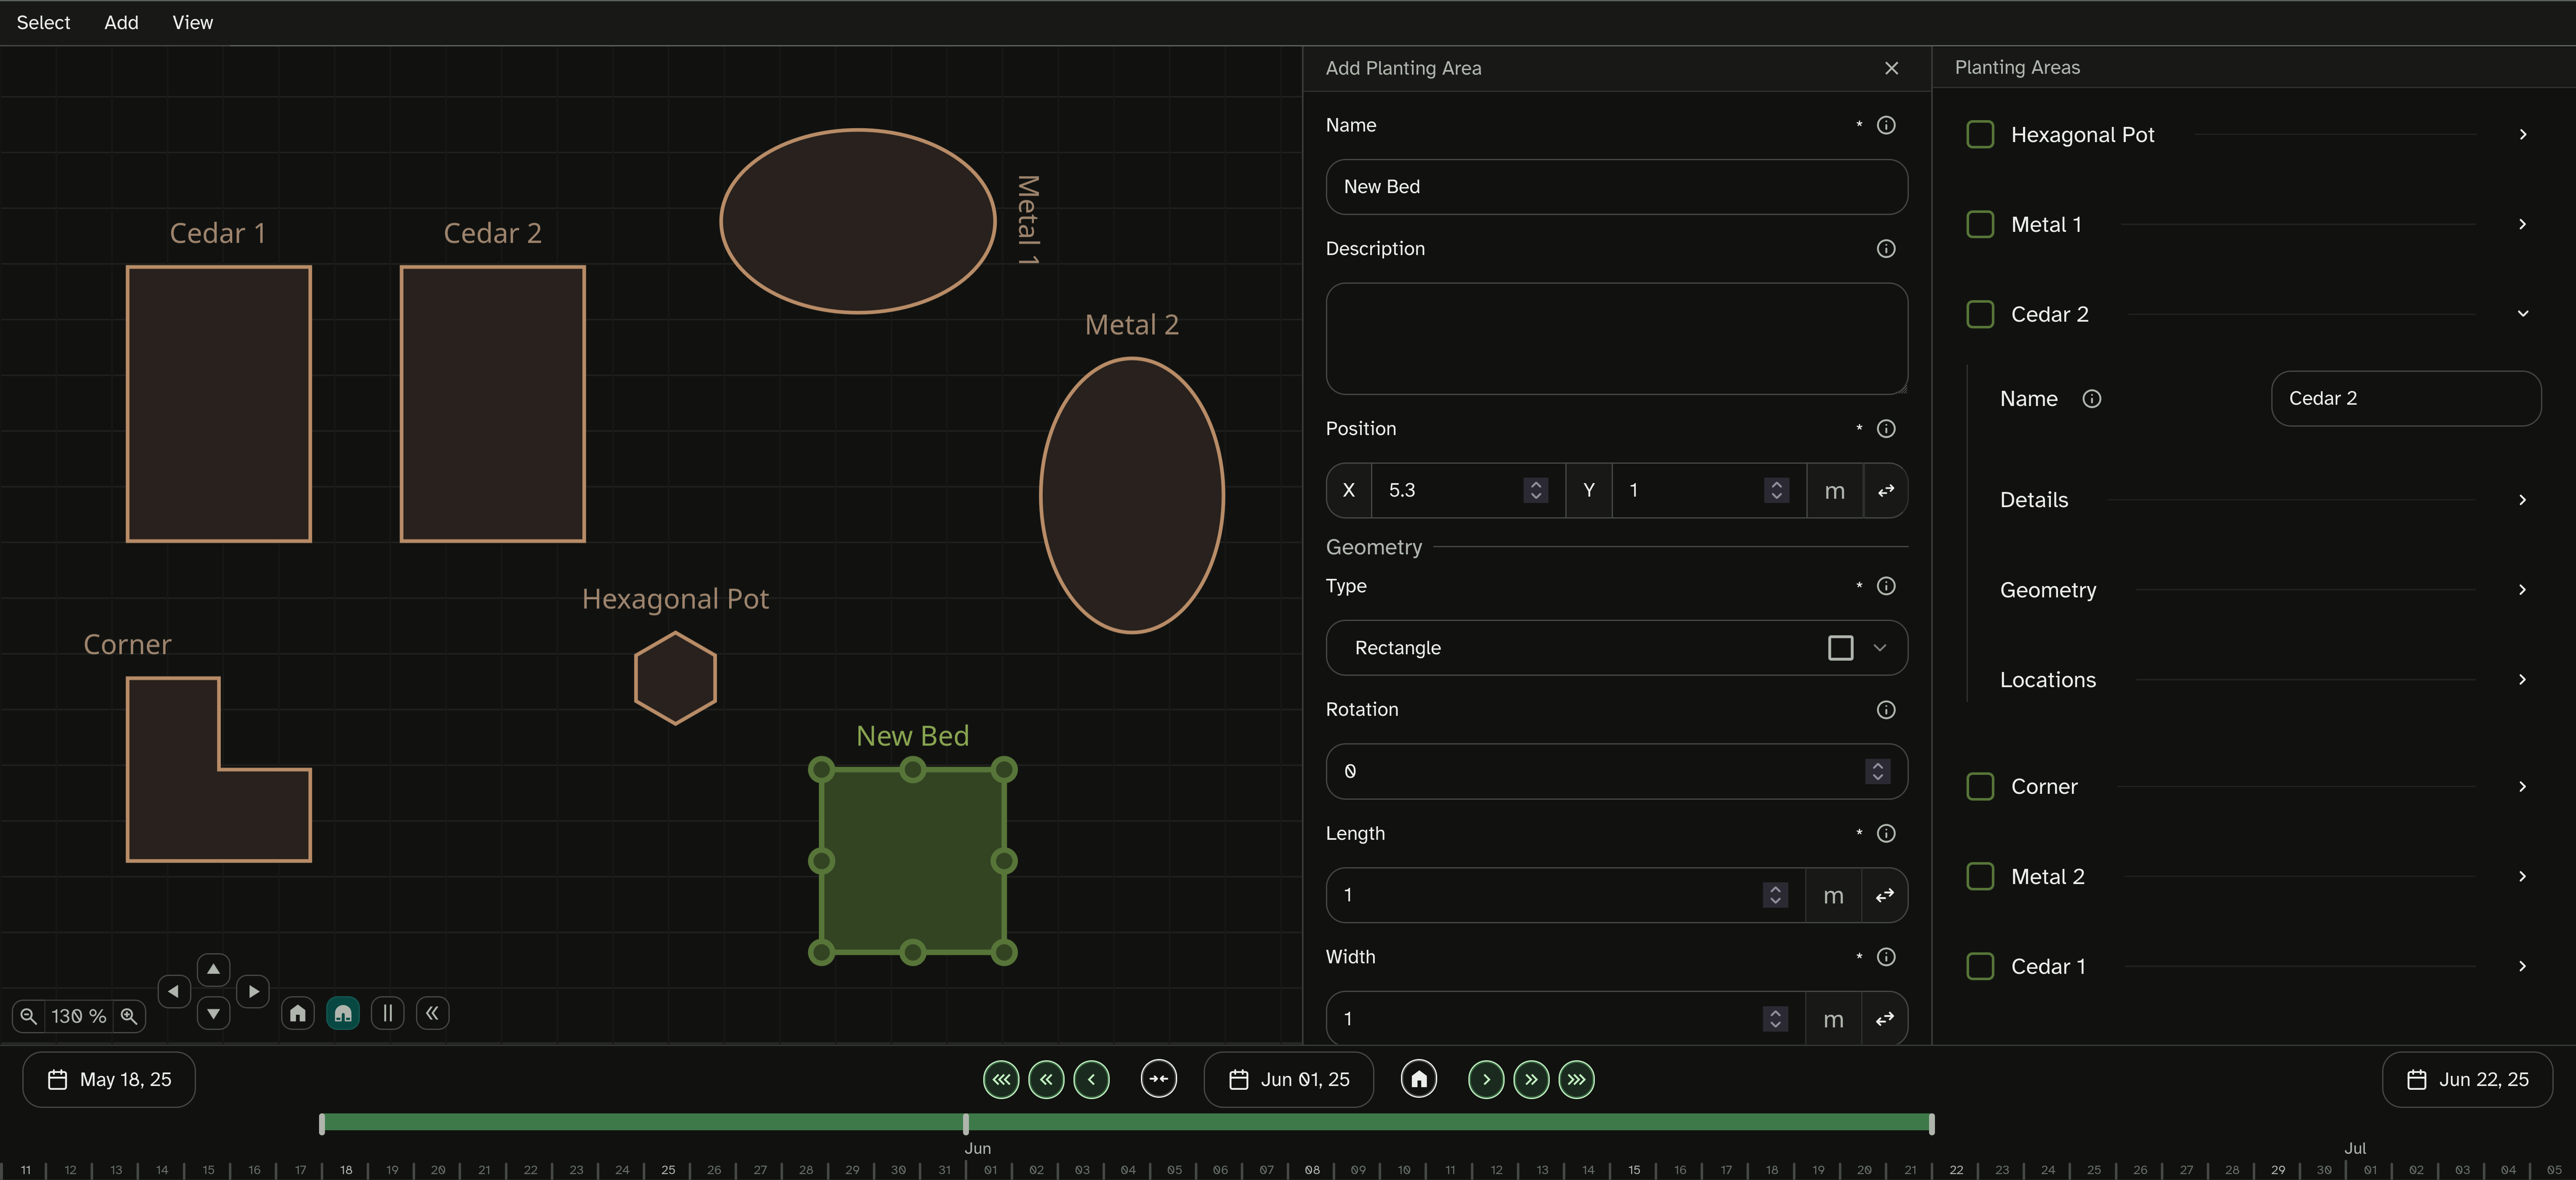 Select Add View
Add Planting Area
Planting Areas
Name *
New Bed
Description
Position *
X 5.3 Y 1 m
Geometry
Type *
Rectangle
Rotation
0
Length *
1 m
Width *
1 m
Hexagonal Pot
Metal 1
Cedar 2
Name Cedar 2
Details
Geometry
Locations
Corner
Metal 2
Cedar 1
Metal 1
Cedar 1
Cedar 2
Metal 2
Hexagonal Pot
Corner
New Bed
130 %
May 18, 25
Jun 01, 25
Jun 22, 25
Jun
Jul
11 12 13 14 15 16 17 18 19 20 21 22 23 24 25 26 27 28 29 30 31 01 02 03 04 05 06 07 08 09 10 11 12 13 14 15 16 17 18 19 20 21 22 23 24 25 26 27 28 29 30 01 02 03 04 05